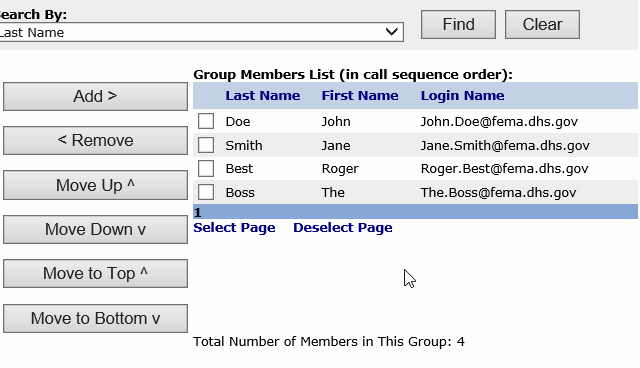 Search By:
Last Name
Find
Clear
Group Members List (in call sequence order):
Last Name First Name Login Name
Doe John John.Doe@fema.dhs.gov
Smith Jane Jane.Smith@fema.dhs.gov
Best Roger Roger.Best@fema.dhs.gov
Boss The The.Boss@fema.dhs.gov
1
Select Page Deselect Page
Add >
< Remove
Move Up ^
Move Down v
Move to Top ^
Move to Bottom v
Total Number of Members in This Group: 4